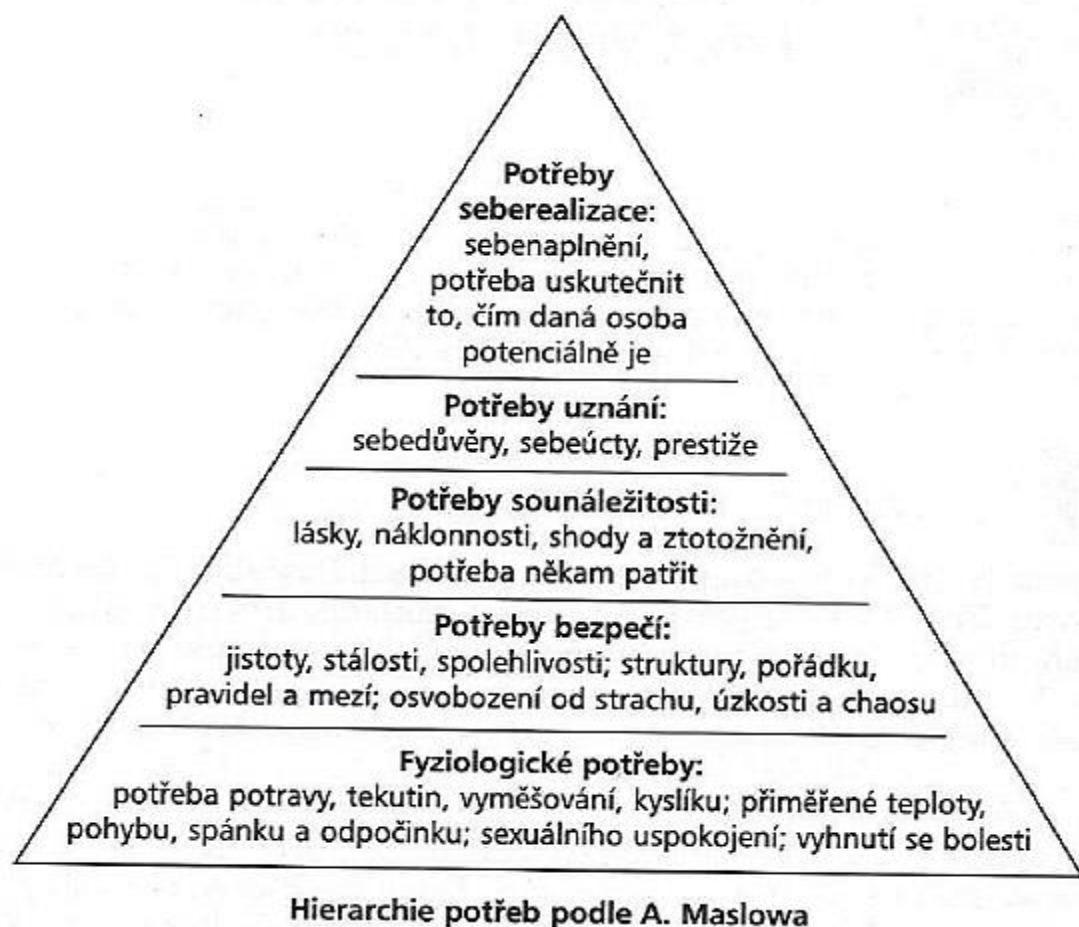 Potřeby
seberealizace:
sebenaplnění,
potřeba uskutečnit
to, čím daná osoba
potenciálně je
Potřeby uznání:
sebedůvěry, sebeúcty, prestiže
Potřeby sounáležitosti:
lásky, náklonnosti, shody a ztotožnění,
potřeba někam patřit
Potřeby bezpečí:
jistoty, stálosti, spolehlivosti; struktury, pořádku,
pravidel a mezí; osvobození od strachu, úzkosti a chaosu
Fyziologické potřeby:
potřeba potravy, tekutin, vyměšování, kyslíku; přiměřené teploty,
pohybu, spánku a odpočinku; sexuálního uspokojení; vyhnutí se bolesti
Hierarchie potřeb podle A. Maslowa